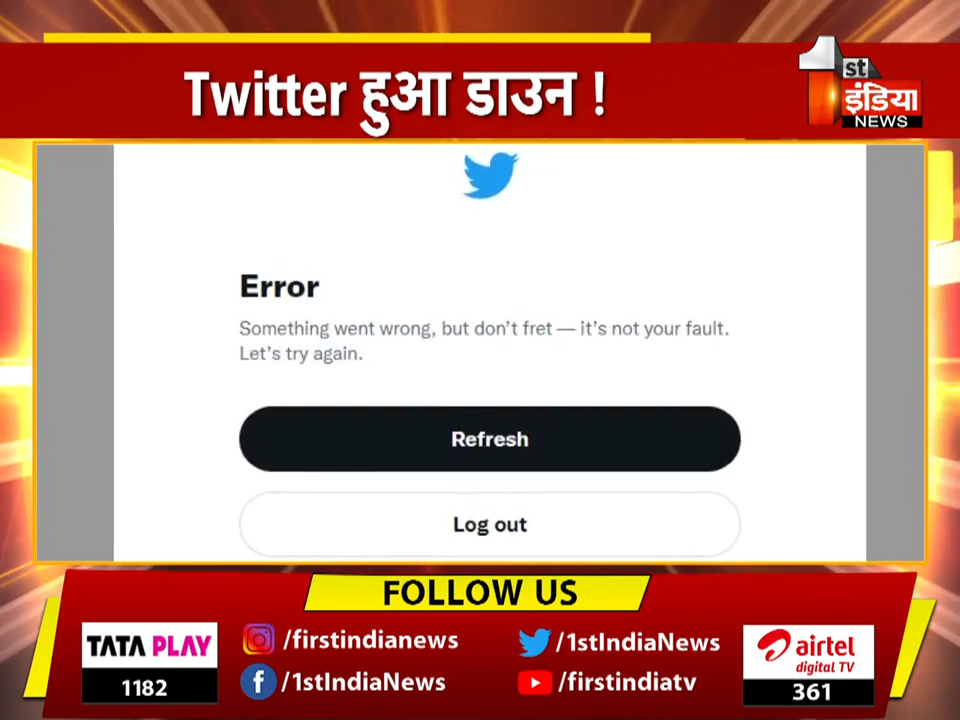 Twitter हुआ डाउन !
1st
इंडिया
NEWS
Error
Something went wrong, but don't fret — it's not your fault.
Let's try again.
Refresh
Log out
FOLLOW US
TATA PLAY
1182
/firstindianews
/1stIndiaNews
/1stIndiaNews
/firstindiatv
airtel
digital TV
361